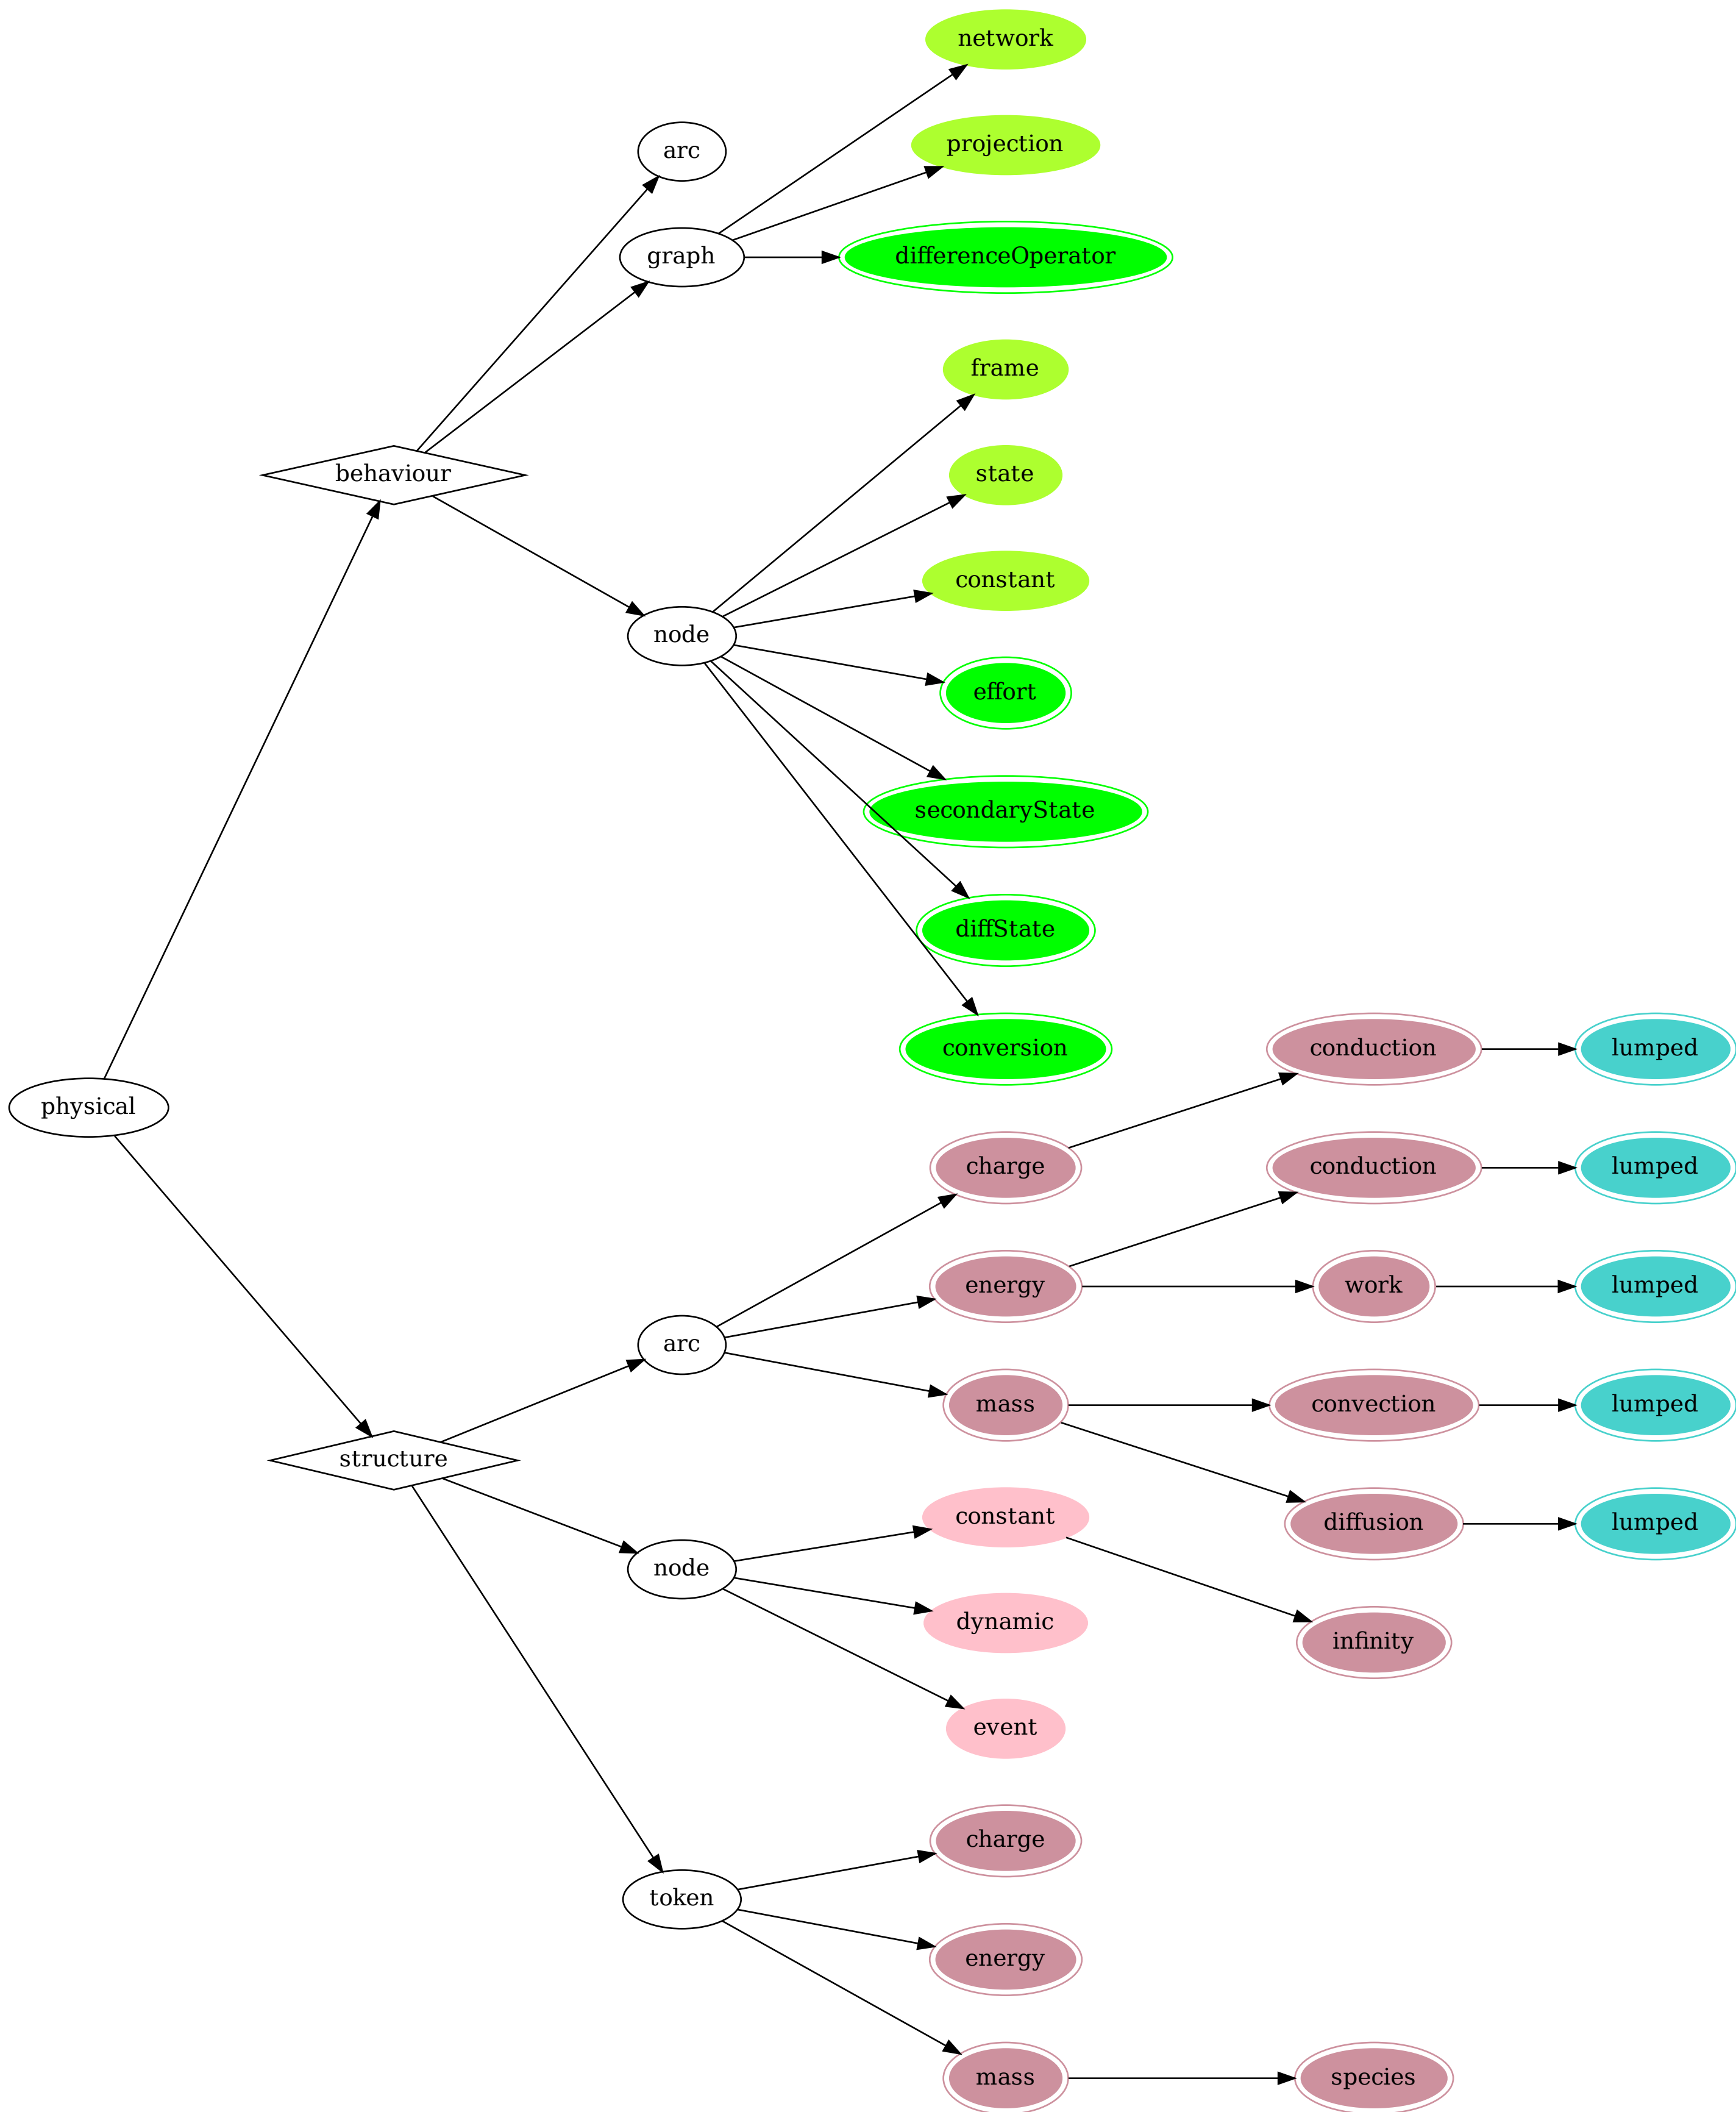 network
arc
projection
graph
differenceOperator
frame
behaviour
state
constant
node
effort
secondaryState
diffState
conversion
conduction
lumped
physical
charge
conduction
lumped
energy
work
lumped
arc
mass
convection
lumped
structure
constant
diffusion
lumped
node
dynamic
infinity
event
charge
token
energy
mass
species